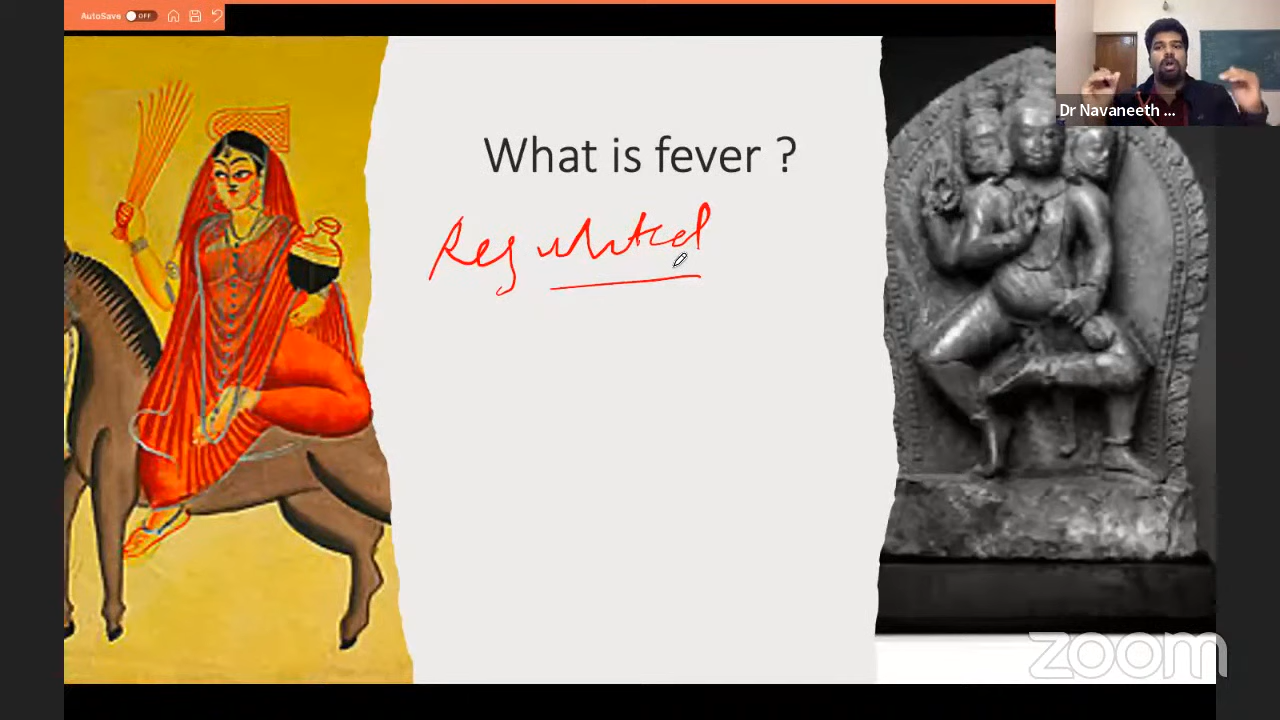 AutoSave OFF
Dr Navaneeth ...
What is fever ?
Regulated
zoom